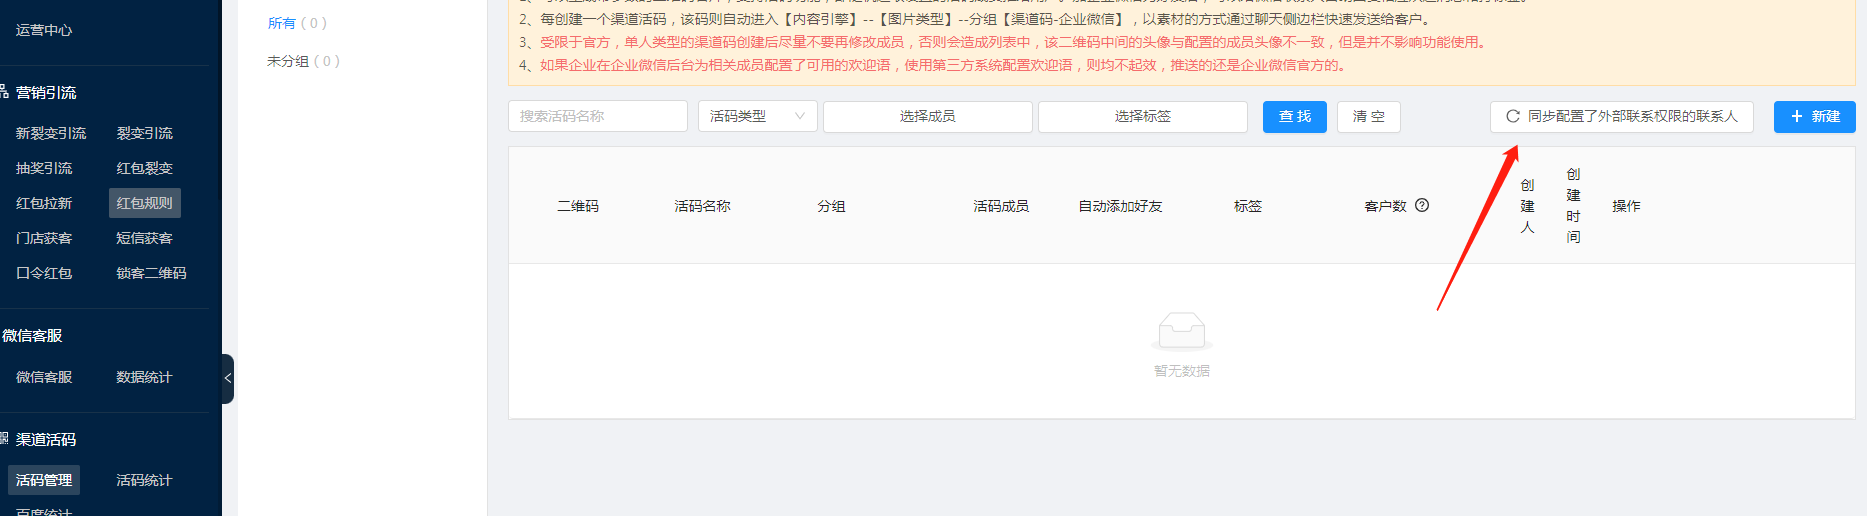 运营中心
营销引流
新裂变引流 裂变引流
抽奖引流 红包裂变
红包拉新 红包规则
门店获客 短信获客
口令红包 锁客二维码
微信客服
微信客服 数据统计
渠道活码
活码管理 活码统计
百度统计
所有 ( 0 )
未分组 ( 0 )
2、每创建一个渠道活码，该码则自动进入【内容引擎】--【图片类型】--分组【渠道码-企业微信】，以素材的方式通过聊天侧边栏快速发送给客户。
3、受限于官方，单人类型的渠道码创建后尽量不要再修改成员，否则会造成列表中，该二维码中间的头像与配置的成员头像不一致，但是并不影响功能使用。
4、如果企业在企业微信后台为相关成员配置了可用的欢迎语，使用第三方系统配置欢迎语，则均不起效，推送的还是企业微信官方的。
搜索活码名称 活码类型 选择成员 选择标签 查 找 清 空 同步配置了外部联系权限的联系人 新建
二维码 活码名称 分组 活码成员 自动添加好友 标签 客户数 创建人 创建时间 操作
暂无数据